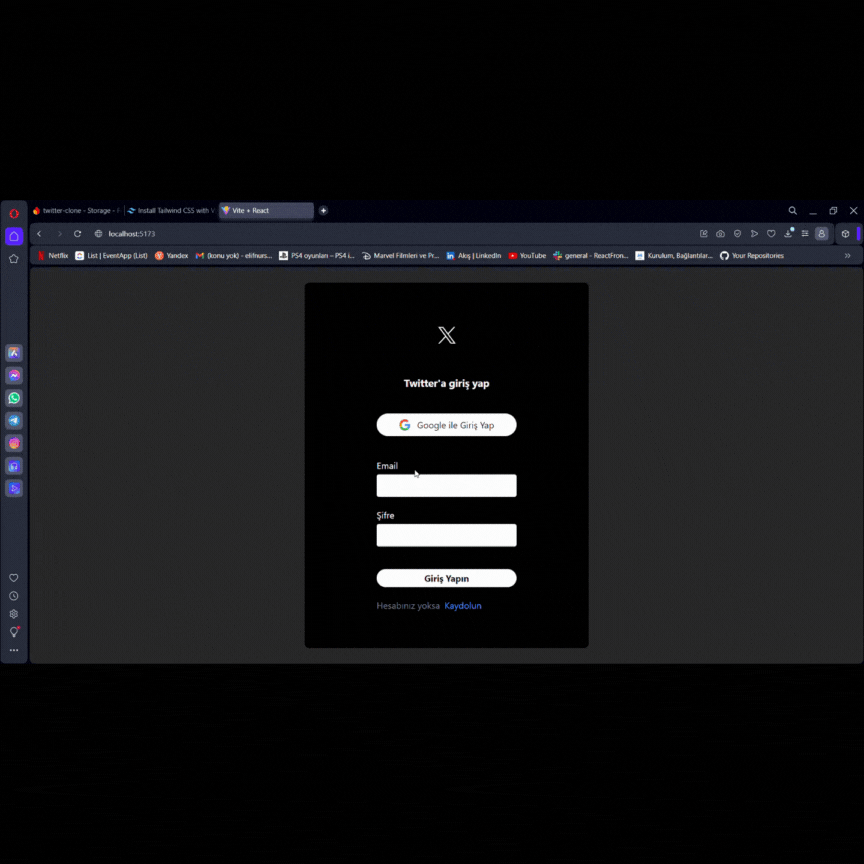 twitter-clone - Storage - F
Install Tailwind CSS with V
Vite + React
localhost:5173
Netflix
List | EventApp (List)
Yandex
(konu yok) - elifnurs...
PS4 oyunları – PS4 i...
Marvel Filmleri ve Pr...
Akış | LinkedIn
YouTube
general - ReactFron...
Kurulum, Bağlantılar...
Your Repositories
Twitter'a giriş yap
Google ile Giriş Yap
Email
Şifre
Giriş Yapın
Hesabınız yoksa Kaydolun